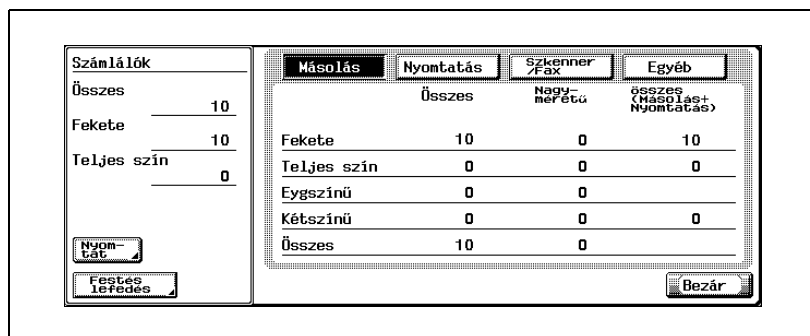 Számlálók
Összes
10
Fekete
10
Teljes szín
0
Nyom-
tát
Festés
lefedés
Másolás Nyomtatás Szkenner
/Fax Egyéb
Összes Nagy-
méretű összes
(Másolás+
Nyomtatás)
Fekete 10 0 10
Teljes szín 0 0 0
Eygszínű 0 0
Kétszínű 0 0 0
Összes 10 0
Bezár